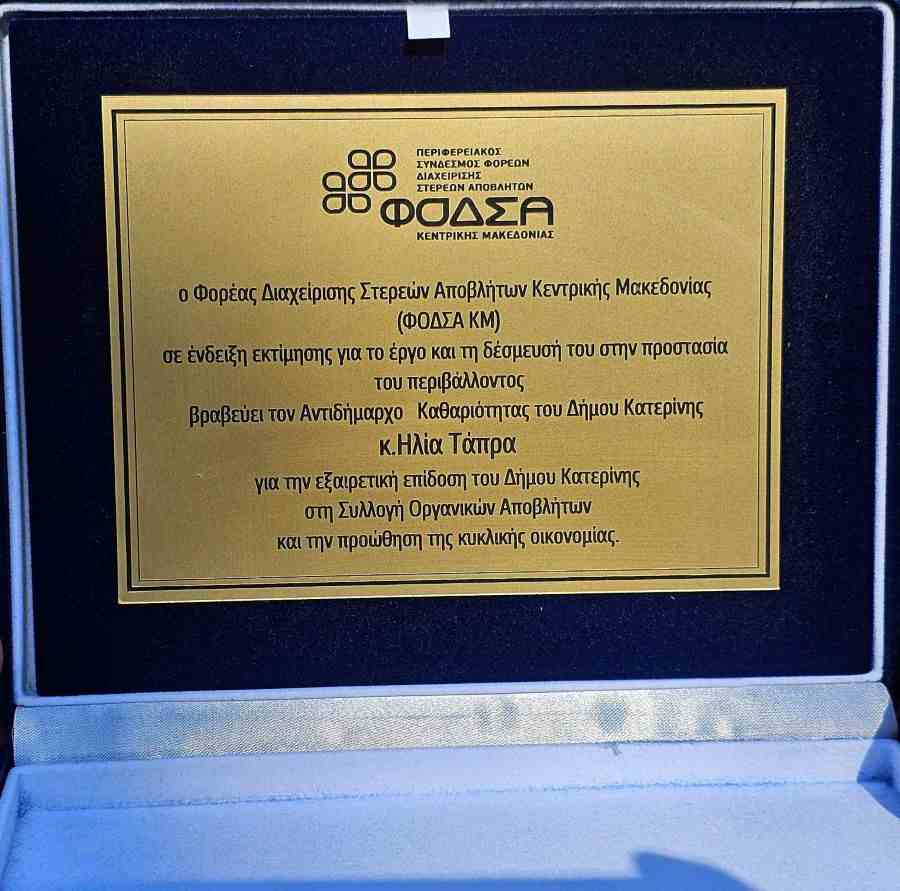 ΠΕΡΙΦΕΡΕΙΑΚΟΣ
ΣΥΝΔΕΣΜΟΣ ΦΟΡΕΩΝ
ΔΙΑΧΕΙΡΙΣΗΣ
ΣΤΕΡΕΩΝ ΑΠΟΒΛΗΤΩΝ
ΦΟΔΣΑ
ΚΕΝΤΡΙΚΗΣ ΜΑΚΕΔΟΝΙΑΣ
ο Φορέας Διαχείρισης Στερεών Αποβλήτων Κεντρικής Μακεδονίας
(ΦΟΔΣΑ ΚΜ)
σε ένδειξη εκτίμησης για το έργο και τη δέσμευσή του στην προστασία
του περιβάλλοντος
βραβεύει τον Αντιδήμαρχο Καθαριότητας του Δήμου Κατερίνης
κ.Ηλία Τάπρα
για την εξαιρετική επίδοση του Δήμου Κατερίνης
στη Συλλογή Οργανικών Αποβλήτων
και την προώθηση της κυκλικής οικονομίας.